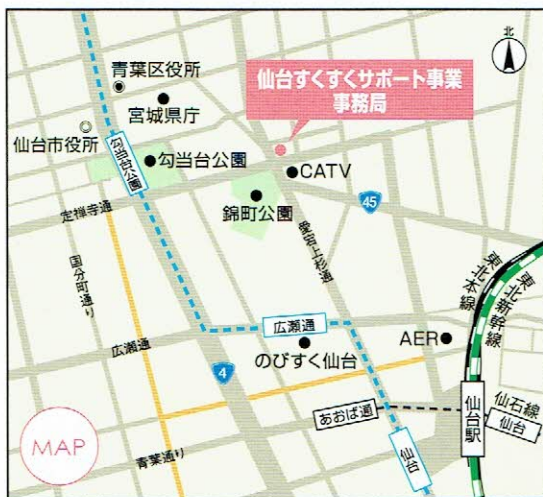 北
青葉区役所
宮城県庁
仙台すくすくサポート事業
事務局
仙台市役所
勾当台公園
勾当台公園
CATV
錦町公園
45
定禅寺通
愛宕上杉通
国分町通り
東北本線
東北新幹線
広瀬通
広瀬通
AER
のびすく仙台
4
あおば通
仙石線
仙台
仙台駅
仙台
青葉通り
MAP